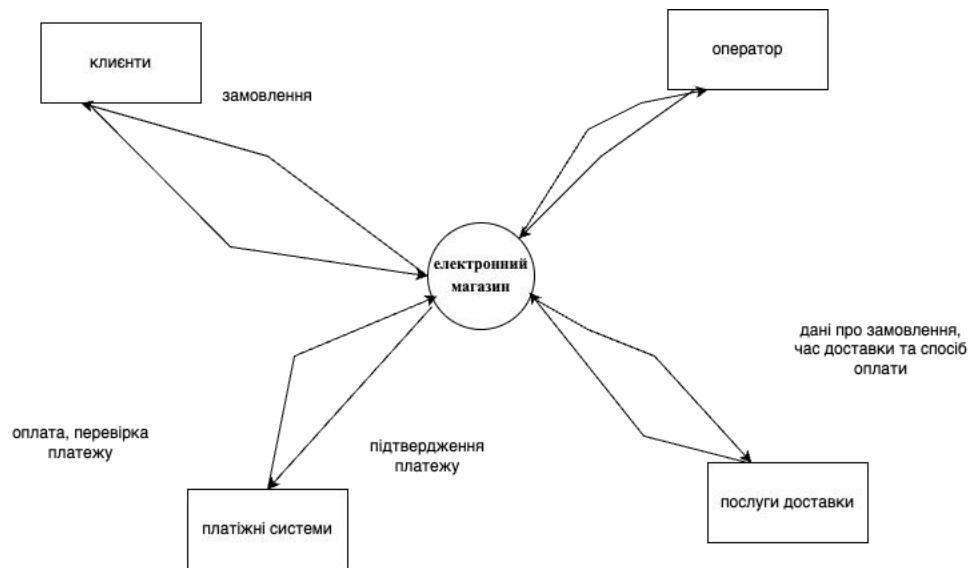 клиєнти
оператор
замовлення
електронний
магазин
дані про замовлення,
час доставки та спосіб
оплати
оплата, перевірка
платежу
підтвердження
платежу
платіжні системи
послуги доставки